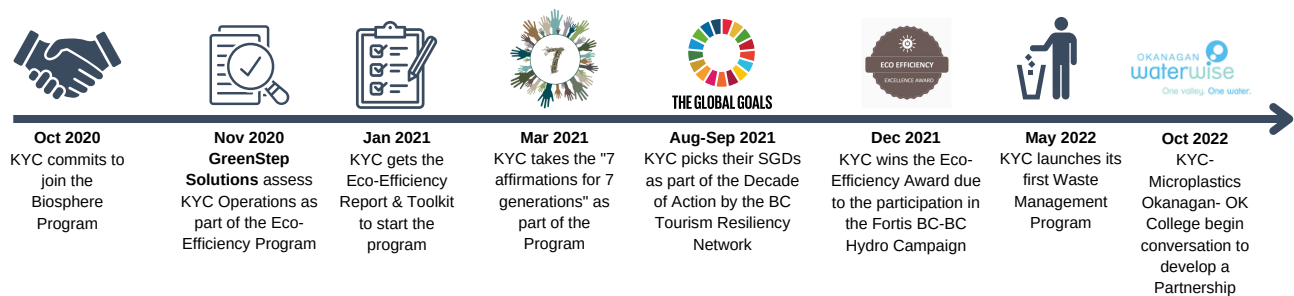 7
THE GLOBAL GOALS
ECO EFFICIENCY
EXCELLENCE AWARD
OKANAGAN
waterwise
One valley. One water.
Oct 2020
KYC commits to
join the
Biosphere
Program
Nov 2020
GreenStep
Solutions assess
KYC Operations as
part of the Eco-
Efficiency Program
Jan 2021
KYC gets the
Eco-Efficiency
Report & Toolkit
to start the
program
Mar 2021
KYC takes the "7
affirmations for 7
generations" as
part of the
Program
Aug-Sep 2021
KYC picks their SGDs
as part of the Decade
of Action by the BC
Tourism Resiliency
Network
Dec 2021
KYC wins the Eco-
Efficiency Award due
to the participation in
the Fortis BC-BC
Hydro Campaign
May 2022
KYC launches its
first Waste
Management
Program
Oct 2022
KYC-
Microplastics
Okanagan- OK
College begin
conversation to
develop a
Partnership